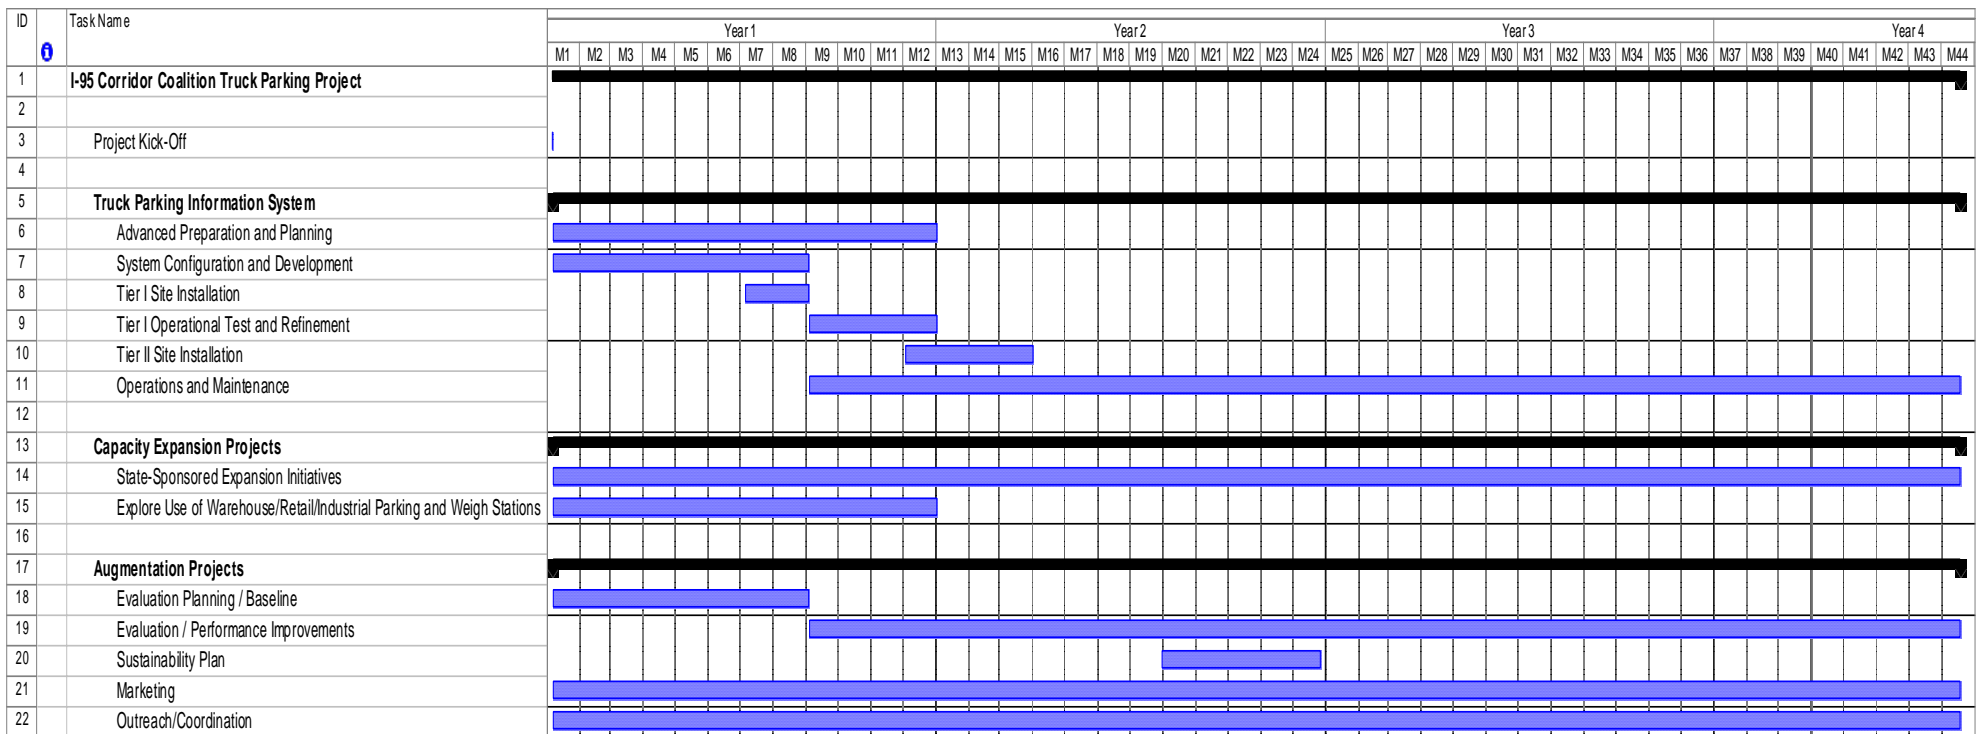 ID Task Name
Year 1 Year 2 Year 3 Year 4
M1 M2 M3 M4 M5 M6 M7 M8 M9 M10 M11 M12 M13 M14 M15 M16 M17 M18 M19 M20 M21 M22 M23 M24 M25 M26 M27 M28 M29 M30 M31 M32 M33 M34 M35 M36 M37 M38 M39 M40 M41 M42 M43 M44
1 I-95 Corridor Coalition Truck Parking Project
2
3 Project Kick-Off
4
5 Truck Parking Information System
6 Advanced Preparation and Planning
7 System Configuration and Development
8 Tier I Site Installation
9 Tier I Operational Test and Refinement
10 Tier II Site Installation
11 Operations and Maintenance
12
13 Capacity Expansion Projects
14 State-Sponsored Expansion Initiatives
15 Explore Use of Warehouse/Retail/Industrial Parking and Weigh Stations
16
17 Augmentation Projects
18 Evaluation Planning / Baseline
19 Evaluation / Performance Improvements
20 Sustainability Plan
21 Marketing
22 Outreach/Coordination